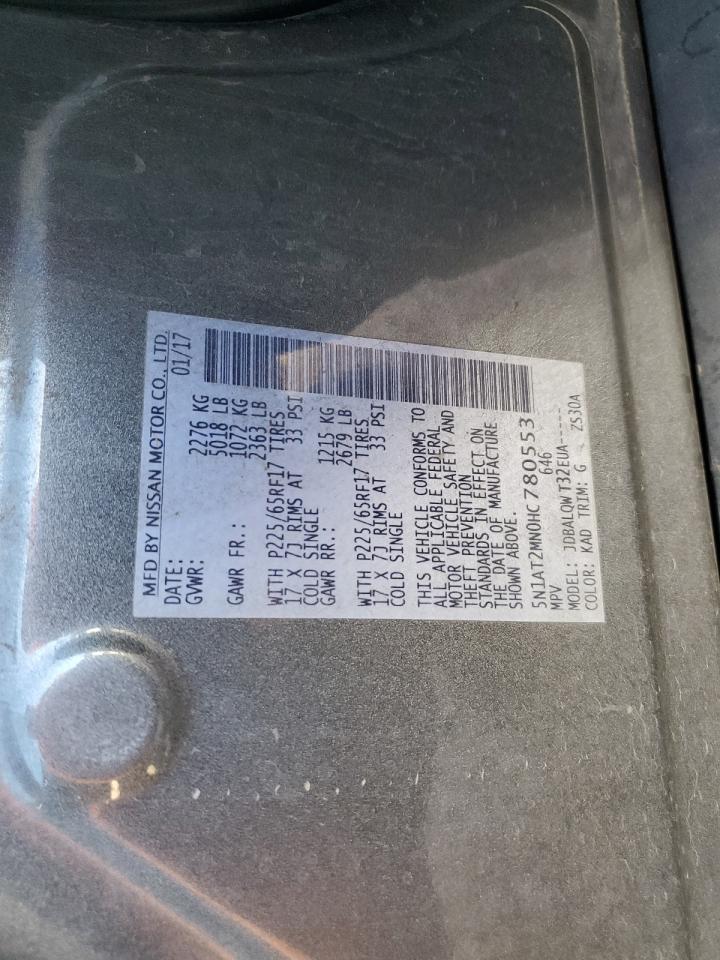 MFD BY NISSAN MOTOR CO., LTD.
DATE: 01/17
GVWR: 2276 KG
5018 LB
GAWR FR.: 1072 KG
2363 LB
WITH P225/65RF17 TIRES
17 X 7J RIMS AT 33 PSI
COLD SINGLE
GAWR RR.: 1215 KG
2679 LB
WITH P225/65RF17 TIRES
17 X 7J RIMS AT 33 PSI
COLD SINGLE
THIS VEHICLE CONFORMS TO
ALL APPLICABLE FEDERAL
MOTOR VEHICLE SAFETY AND
THEFT PREVENTION
STANDARDS IN EFFECT ON
THE DATE OF MANUFACTURE
SHOWN ABOVE.
5N1AT2MN0HC780553
MPV 646
MODEL: JDBALQWT32EUA-----
COLOR: KAD TRIM: G ZS30A